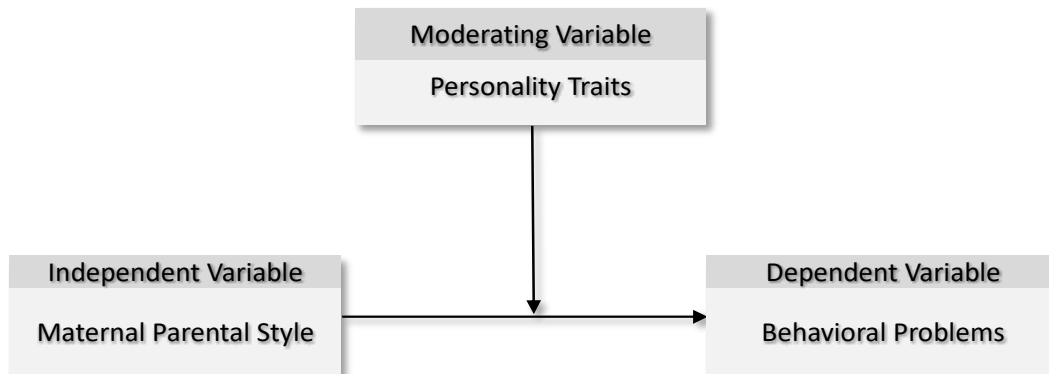 Moderating Variable
Personality Traits
Independent Variable
Maternal Parental Style
Dependent Variable
Behavioral Problems